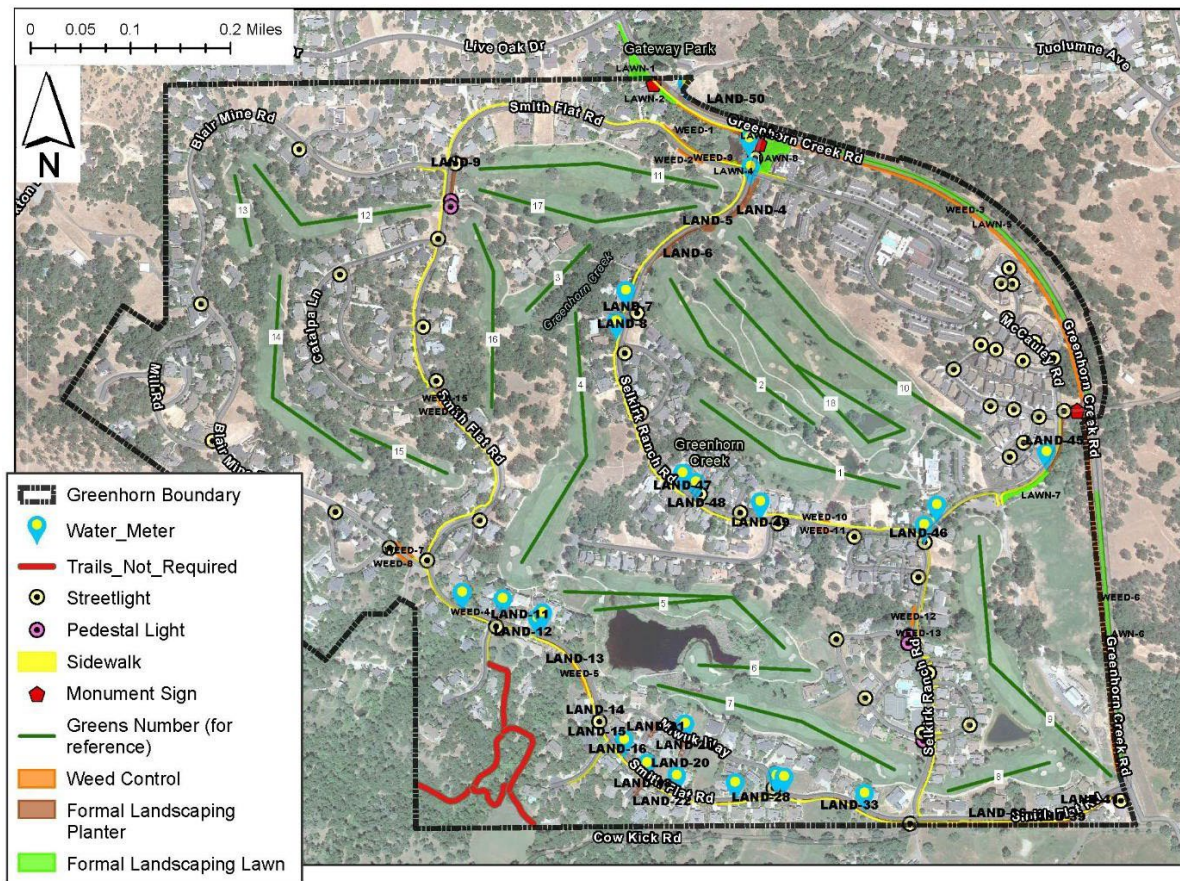 0 0.05 0.1 0.2 Miles
N
Live Oak Dr
Gateway Park
Tuolumne Ave
LAWN-1
LAWN-2
LAND-50
Smith Flat Rd
Blair Mine Rd
WEED-1
Greenhorn Creek Rd
WEED-2
LAWN-4
LAND-9
11
12
13
17
LAND-4
LAND-5
LAND-6
WEED-3
LAWN-5
3
Greenhorn Creek
LAND-7
LAND-8
Catalpa Ln
14
16
4
2
18
10
McCauley Rd
Greenhorn Creek Rd
Mill Rd
WEED-15
Smith Flat Rd
Selkirk Ranch Rd
15
1
Greenhorn Creek
LAND-45
LAND-47
LAND-48
LAND-49
WEED-10
WEED-11
LAND-46
LAWN-7
WEED-7
WEED-8
WEED-4
LAND-11
LAND-12
LAND-13
WEED-5
5
6
7
WEED-12
WEED-13
WEED-6
Selkirk Ranch Rd
Greenhorn Creek Rd
9
8
LAND-14
LAND-15
LAND-16
LAND-20
LAND-22
Smith Flat Rd
LAND-28
LAND-33
Cow Kick Rd
Greenhorn Boundary
Water_Meter
Trails_Not_Required
Streetlight
Pedestal Light
Sidewalk
Monument Sign
Greens Number (for
reference)
Weed Control
Formal Landscaping
Planter
Formal Landscaping Lawn